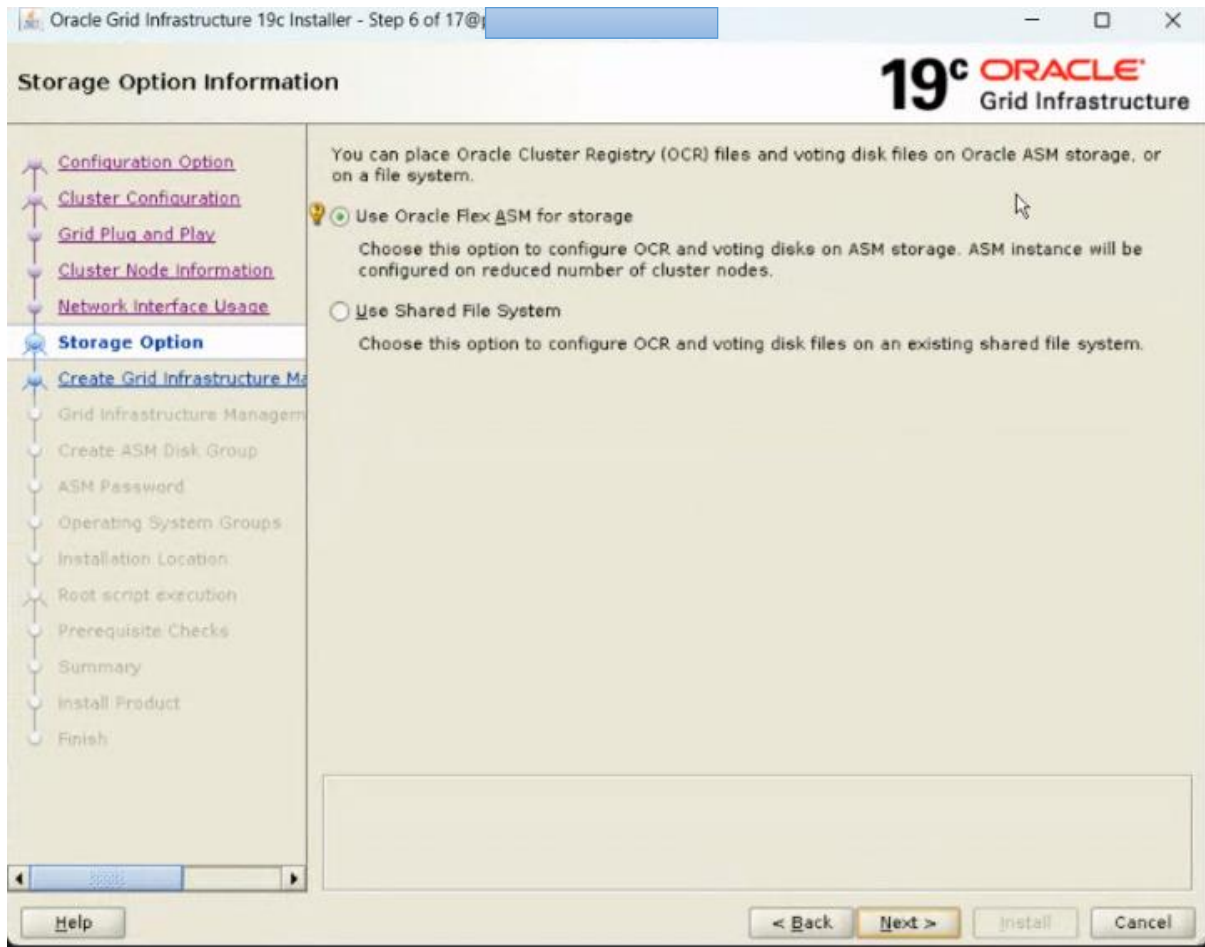 Oracle Grid Infrastructure 19c Installer - Step 6 of 17@p
Storage Option Information
19c ORACLE
Grid Infrastructure
Configuration Option
Cluster Configuration
Grid Plug and Play
Cluster Node Information
Network Interface Usage
Storage Option
Create Grid Infrastructure Ma
Grid Infrastructure Managem
Create ASM Disk Group
ASM Password
Operating System Groups
Installation Location
Root script execution
Prerequisite Checks
Summary
Install Product
Finish
You can place Oracle Cluster Registry (OCR) files and voting disk files on Oracle ASM storage, or
on a file system.
Use Oracle Flex ASM for storage
Choose this option to configure OCR and voting disks on ASM storage. ASM instance will be
configured on reduced number of cluster nodes.
Use Shared File System
Choose this option to configure OCR and voting disk files on an existing shared file system.
Help
< Back
Next >
Install
Cancel